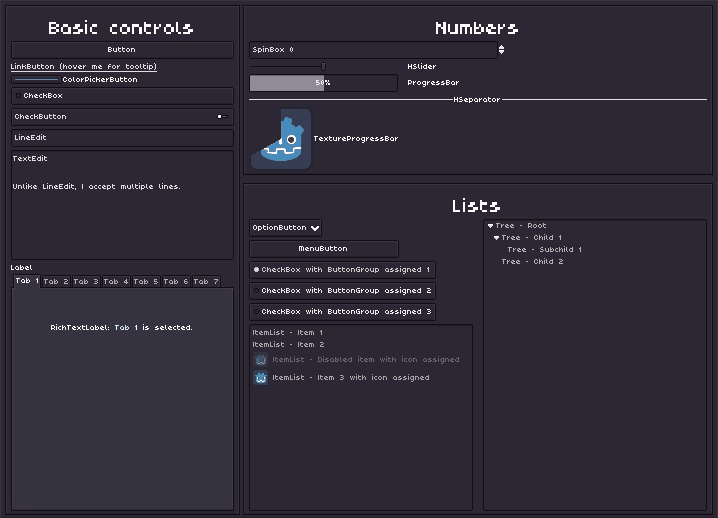 Basic controls
Button
LinkButton (hover me for tooltip)
ColorPickerButton
CheckBox
CheckButton
LineEdit
TextEdit
Unlike LineEdit, I accept multiple lines.
Label
Tab 1 Tab 2 Tab 3 Tab 4 Tab 5 Tab 6 Tab 7
RichTextLabel: Tab 1 is selected.
Numbers
SpinBox 0
HSlider
50%
ProgressBar
HSeparator
TextureProgressBar
Lists
OptionButton
MenuButton
CheckBox with ButtonGroup assigned 1
CheckBox with ButtonGroup assigned 2
CheckBox with ButtonGroup assigned 3
ItemList - Item 1
ItemList - Item 2
ItemList - Disabled item with icon assigned
ItemList - Item 3 with icon assigned
Tree - Root
Tree - Child 1
Tree - Subchild 1
Tree - Child 2